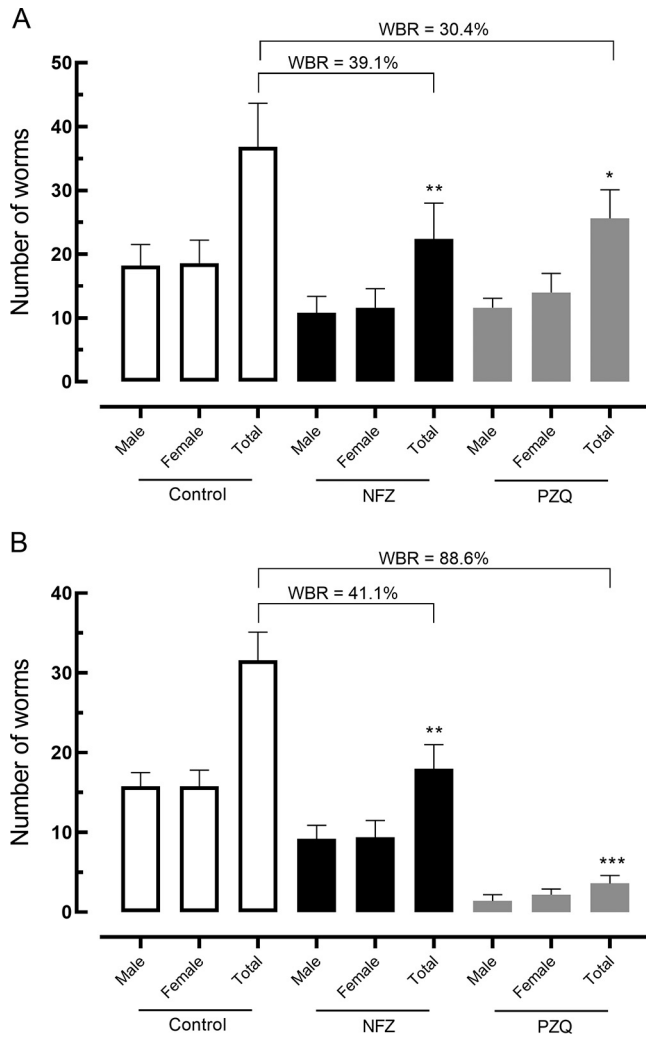 A
WBR = 30.4%
WBR = 39.1%
50
40
30
20
10
0
Number of worms
**
*
Male
Female
Total
Male
Female
Total
Male
Female
Total
Control
NFZ
PZQ
B
WBR = 88.6%
WBR = 41.1%
40
30
20
10
0
Number of worms
**
***
Male
Female
Total
Male
Female
Total
Male
Female
Total
Control
NFZ
PZQ